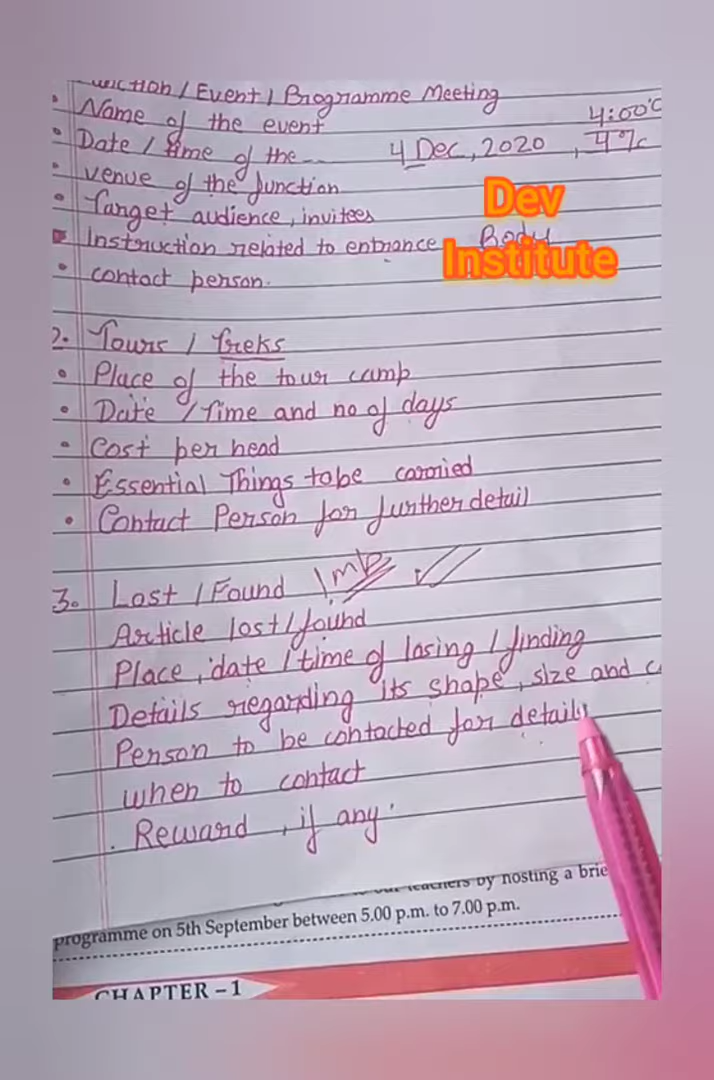 / Event / Programme Meeting
• Name of the event 4:00
• Date / time of the -- 4 Dec, 2020 ,
• venue of the function
• Target audience, invitees
Dev
Instruction related to entrance Body
Institute
• contact person.
2. Tours / Treks
• Place of the tour camp
• Date / Time and no of days
• Cost per head
• Essential Things to be carried
• Contact Person for further detail
3. Lost / Found Imp
Article lost / found
Place, date / time of losing / finding
Details regarding its shape, size and
Person to be contacted for details
when to contact
. Reward, if any.
teachers by hosting a brie
programme on 5th September between 5.00 p.m. to 7.00 p.m.
CHAPTER – 1